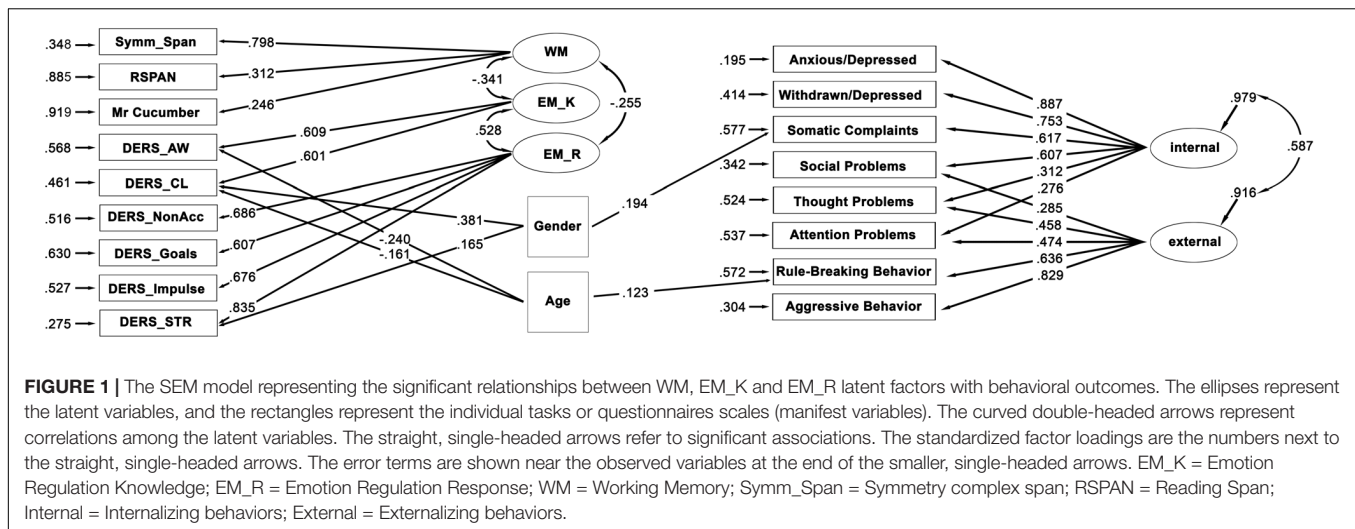 .348 Symm_Span .798 WM
.885 RSPAN .312
-.341
.919 Mr Cucumber .246 EM_K -.255
.568 DERS_AW .609 .528
.461 DERS_CL .601 EM_R
.516 DERS_NonAcc .686 .381 Gender .194
.630 DERS_Goals .607 -.240 .165
-.161
.527 DERS_Impulse .676 Age .123
.275 DERS_STR .835
.195 Anxious/Depressed .887 .979
.414 Withdrawn/Depressed .753
.577 Somatic Complaints .617 internal .587
.342 Social Problems .607
.312
.524 Thought Problems .276 .916
.285
.537 Attention Problems .458 external
.474
.572 Rule-Breaking Behavior .636
.304 Aggressive Behavior .829
FIGURE 1 | The SEM model representing the significant relationships between WM, EM_K and EM_R latent factors with behavioral outcomes. The ellipses represent
the latent variables, and the rectangles represent the individual tasks or questionnaires scales (manifest variables). The curved double-headed arrows represent
correlations among the latent variables. The straight, single-headed arrows refer to significant associations. The standardized factor loadings are the numbers next to
the straight, single-headed arrows. The error terms are shown near the observed variables at the end of the smaller, single-headed arrows. EM_K = Emotion
Regulation Knowledge; EM_R = Emotion Regulation Response; WM = Working Memory; Symm_Span = Symmetry complex span; RSPAN = Reading Span;
Internal = Internalizing behaviors; External = Externalizing behaviors.